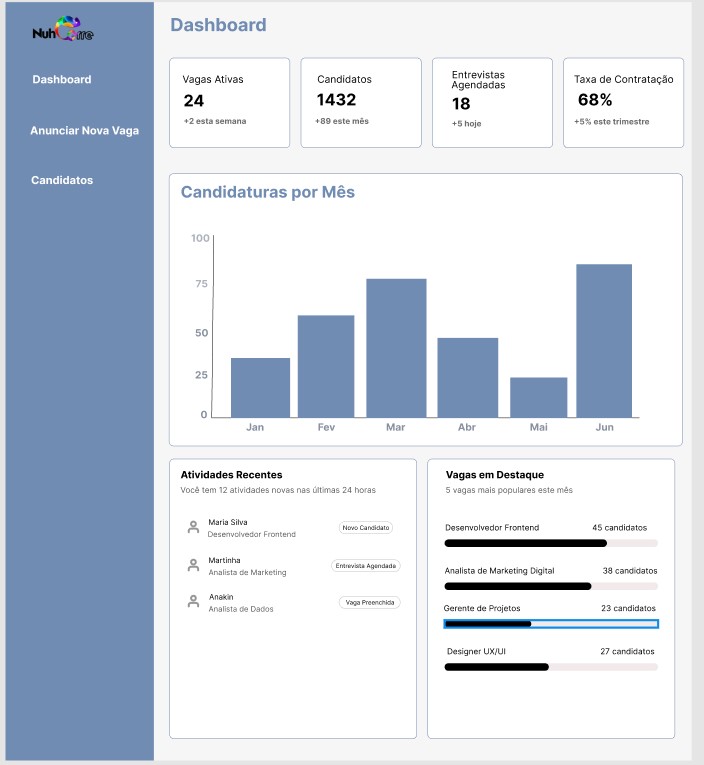 Dashboard
Dashboard
Anunciar Nova Vaga
Candidatos
Vagas Ativas
24
+2 esta semana
Candidatos
1432
+89 este mês
Entrevistas
Agendadas
18
+5 hoje
Taxa de Contratação
68%
+5% este trimestre
Candidaturas por Mês
100
75
50
25
0
Jan Fev Mar Abr Mai Jun
Atividades Recentes
Você tem 12 atividades novas nas últimas 24 horas
Maria Silva
Desenvolvedor Frontend
Novo Candidato
Martinha
Analista de Marketing
Entrevista Agendada
Anakin
Analista de Dados
Vaga Preenchida
Vagas em Destaque
5 vagas mais populares este mês
Desenvolvedor Frontend 45 candidatos
Analista de Marketing Digital 38 candidatos
Gerente de Projetos 23 candidatos
Designer UX/UI 27 candidatos